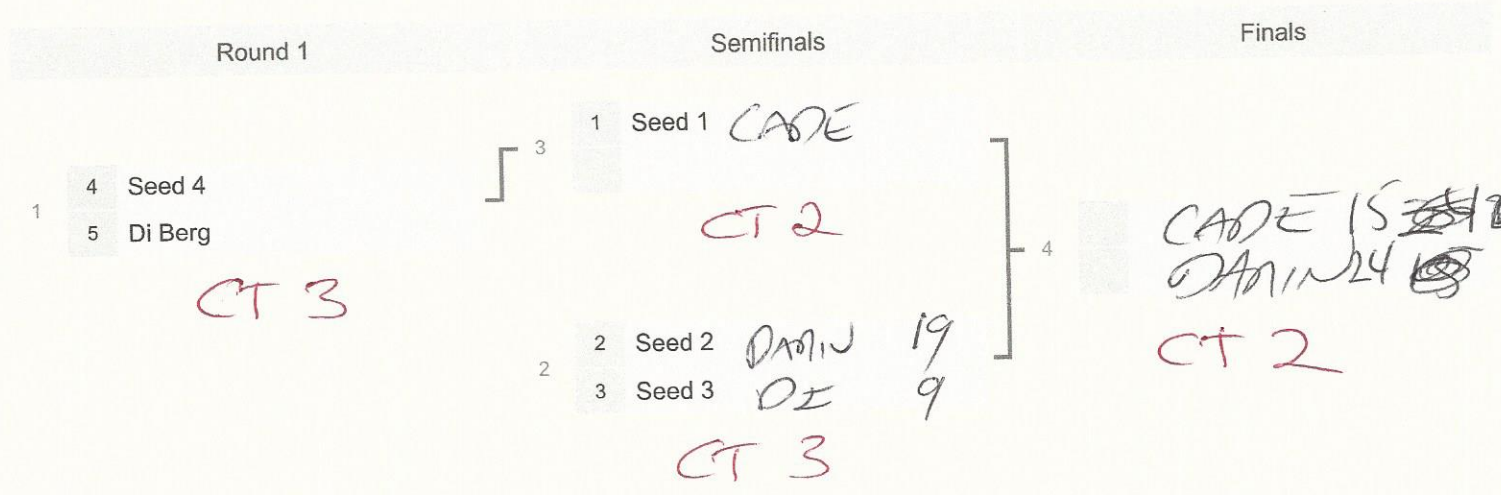 Round 1
Semifinals
Finals
1
4 Seed 4
5 Di Berg
CT 3
3
1 Seed 1 CADE
CT 2
2
2 Seed 2 DAMIN 19
3 Seed 3 DI 9
CT 3
4
CADE 15
DAMIN 24
CT 2